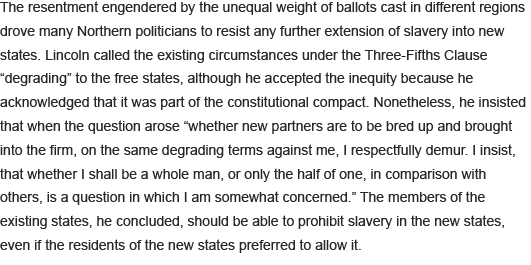 The resentment engendered by the unequal weight of ballots cast in different regions
drove many Northern politicians to resist any further extension of slavery into new
states. Lincoln called the existing circumstances under the Three-Fifths Clause
“degrading” to the free states, although he accepted the inequity because he
acknowledged that it was part of the constitutional compact. Nonetheless, he insisted
that when the question arose “whether new partners are to be bred up and brought
into the firm, on the same degrading terms against me, I respectfully demur. I insist,
that whether I shall be a whole man, or only the half of one, in comparison with
others, is a question in which I am somewhat concerned.” The members of the
existing states, he concluded, should be able to prohibit slavery in the new states,
even if the residents of the new states preferred to allow it.